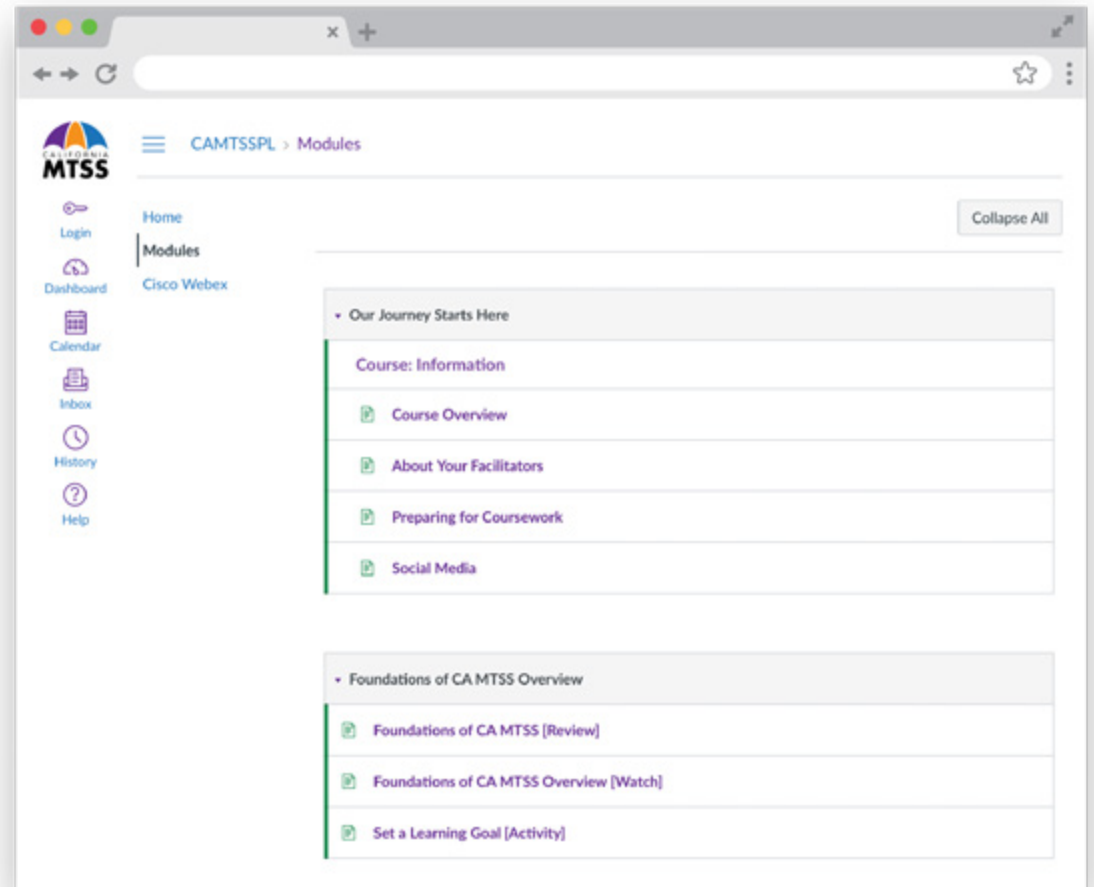 CALIFORNIA
MTSS
CAMTSSPL > Modules
Login
Dashboard
Calendar
Inbox
History
Help
Home
Modules
Cisco Webex
Collapse All
Our Journey Starts Here
Course: Information
Course Overview
About Your Facilitators
Preparing for Coursework
Social Media
Foundations of CA MTSS Overview
Foundations of CA MTSS [Review]
Foundations of CA MTSS Overview [Watch]
Set a Learning Goal [Activity]